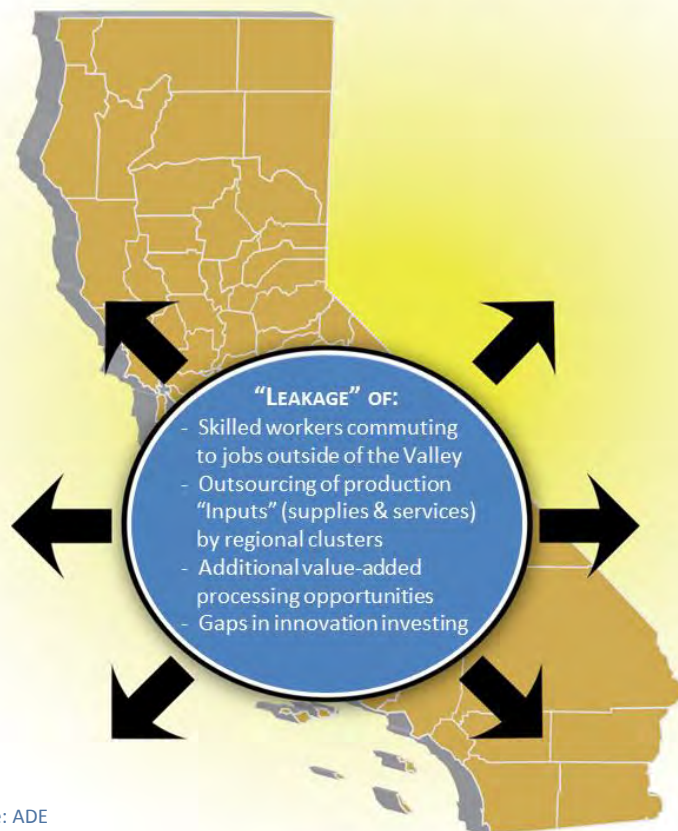 “LEAKAGE” OF:
- Skilled workers commuting
to jobs outside of the Valley
- Outsourcing of production
“Inputs” (supplies & services)
by regional clusters
- Additional value-added
processing opportunities
- Gaps in innovation investing
: ADE